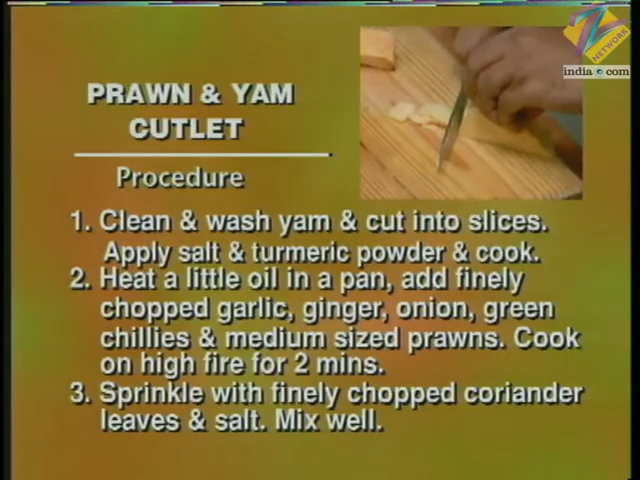 Z
NETWORK
india.com
PRAWN & YAM
CUTLET
Procedure
1. Clean & wash yam & cut into slices.
Apply salt & turmeric powder & cook.
2. Heat a little oil in a pan, add finely
chopped garlic, ginger, onion, green
chillies & medium sized prawns. Cook
on high fire for 2 mins.
3. Sprinkle with finely chopped coriander
leaves & salt. Mix well.